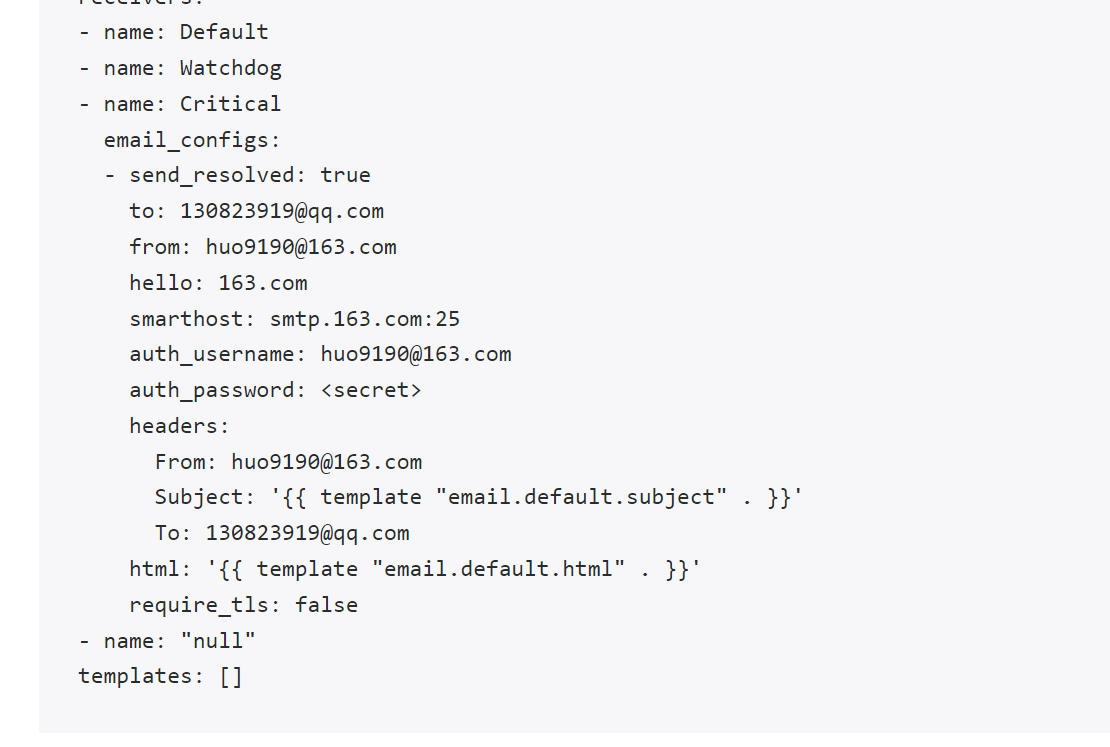 receivers:
- name: Default
- name: Watchdog
- name: Critical
  email_configs:
  - send_resolved: true
    to: 130823919@qq.com
    from: huo9190@163.com
    hello: 163.com
    smarthost: smtp.163.com:25
    auth_username: huo9190@163.com
    auth_password: <secret>
    headers:
      From: huo9190@163.com
      Subject: '{{ template "email.default.subject" . }}'
      To: 130823919@qq.com
    html: '{{ template "email.default.html" . }}'
    require_tls: false
- name: "null"
templates: []